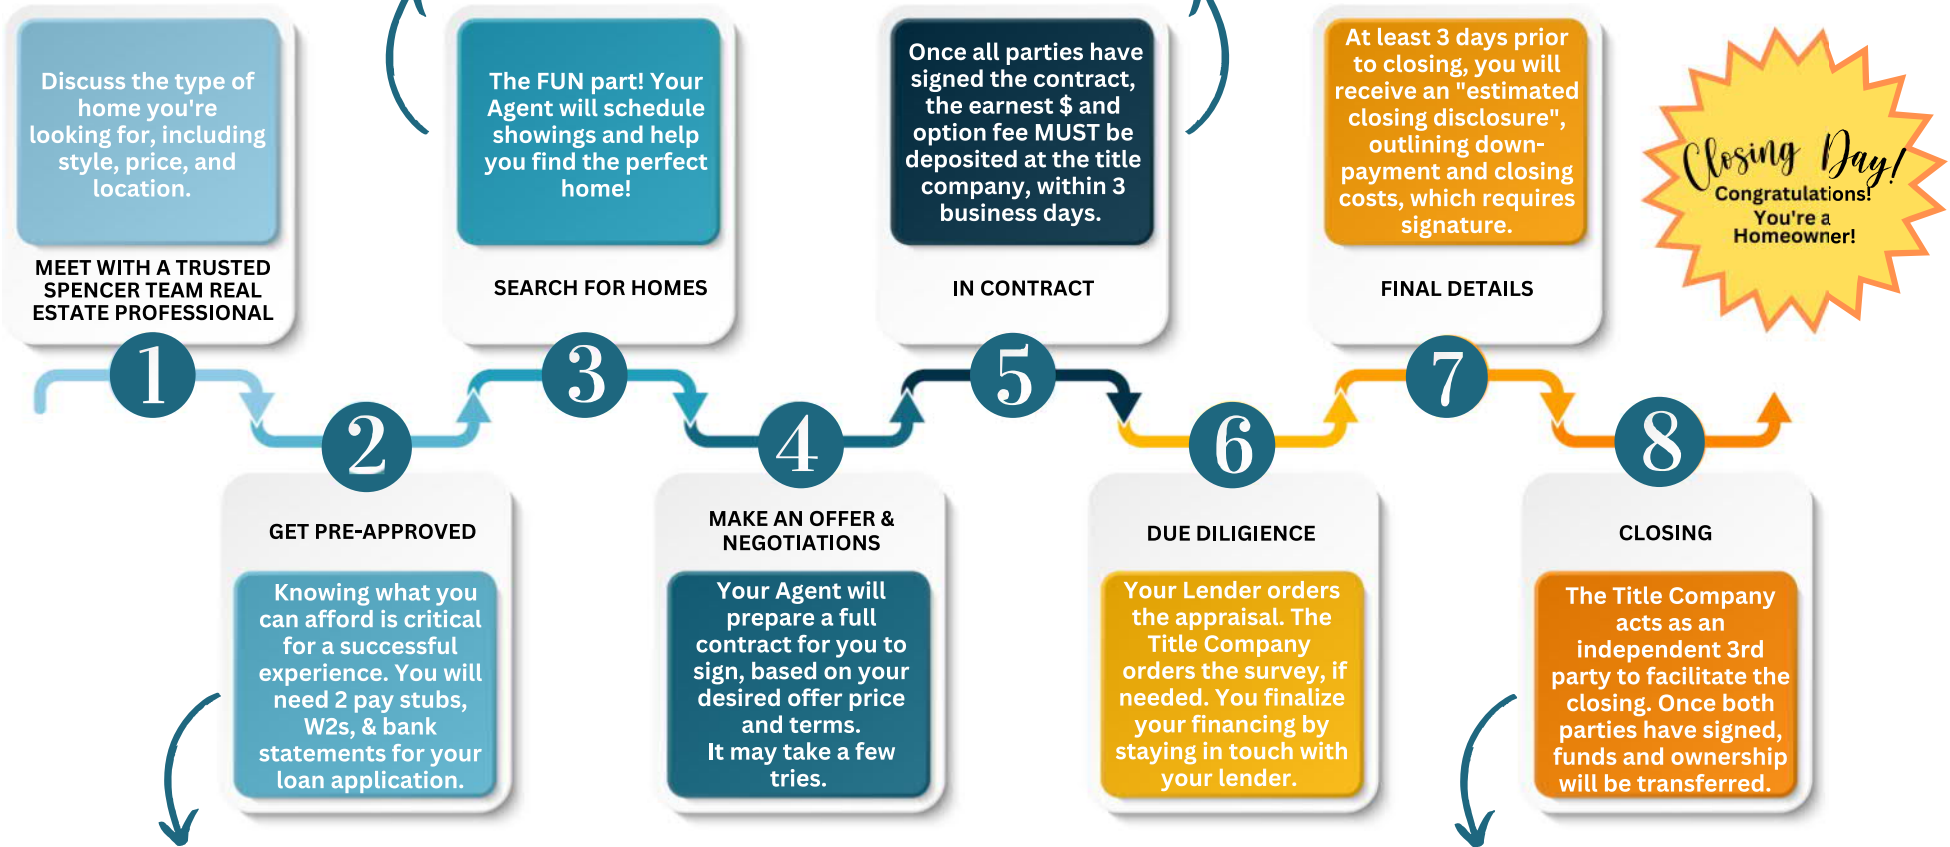 Discuss the type of
home you're
looking for, including
style, price, and
location.
MEET WITH A TRUSTED
SPENCER TEAM REAL
ESTATE PROFESSIONAL
1
2
GET PRE-APPROVED
Knowing what you
can afford is critical
for a successful
experience. You will
need 2 pay stubs,
W2s, & bank
statements for your
loan application.
The FUN part! Your
Agent will schedule
showings and help
you find the perfect
home!
SEARCH FOR HOMES
3
4
MAKE AN OFFER &
NEGOTIATIONS
Your Agent will
prepare a full
contract for you to
sign, based on your
desired offer price
and terms.
It may take a few
tries.
Once all parties have
signed the contract,
the earnest $ and
option fee MUST be
deposited at the title
company, within 3
business days.
IN CONTRACT
5
6
DUE DILIGIENCE
Your Lender orders
the appraisal. The
Title Company
orders the survey, if
needed. You finalize
your financing by
staying in touch with
your lender.
At least 3 days prior
to closing, you will
receive an "estimated
closing disclosure",
outlining down-
payment and closing
costs, which requires
signature.
FINAL DETAILS
7
8
CLOSING
The Title Company
acts as an
independent 3rd
party to facilitate the
closing. Once both
parties have signed,
funds and ownership
will be transferred.
Closing Day!
Congratulations!
You're a
Homeowner!